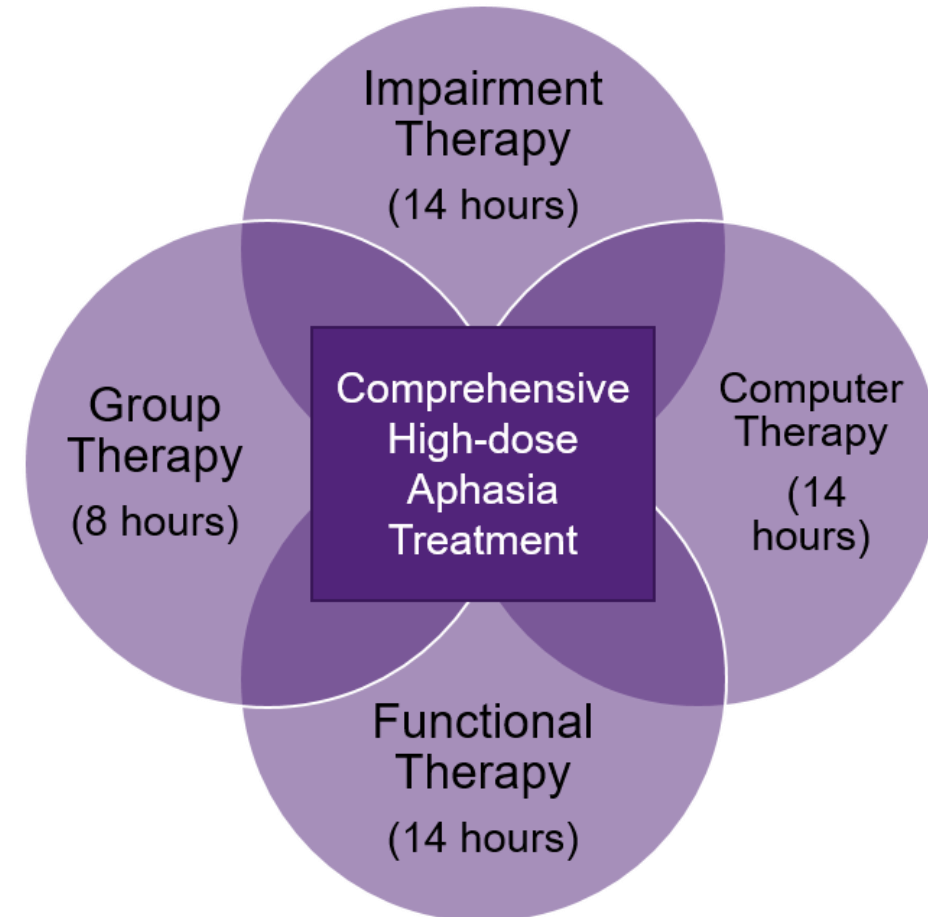 Impairment
Therapy
(14 hours)
Group
Therapy
(8 hours)
Comprehensive
High-dose
Aphasia
Treatment
Computer
Therapy
(14
hours)
Functional
Therapy
(14 hours)